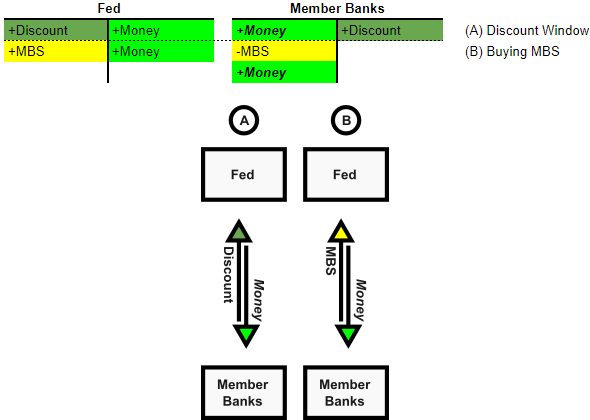 Fed Member Banks
+Discount +Money +Money +Discount (A) Discount Window
+MBS +Money -MBS (B) Buying MBS
+Money
A B
Fed Fed
Discount Money MBS Money
Member Banks Member Banks